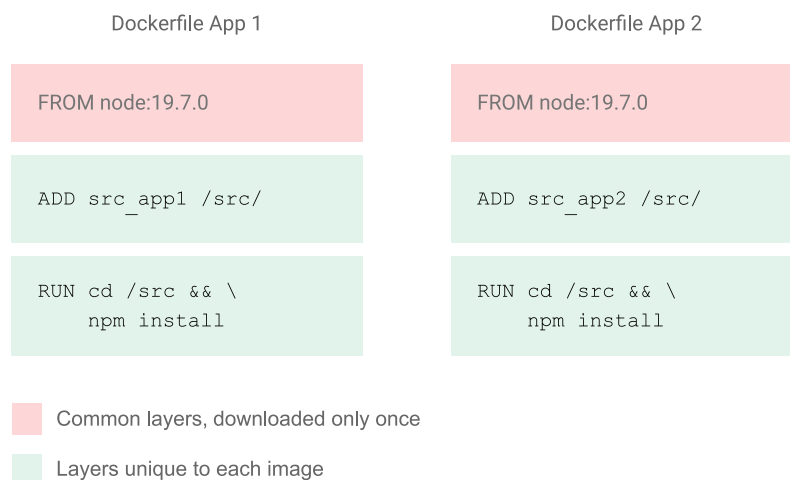 Dockerfile App 1
FROM node:19.7.0
ADD src_app1 /src/
RUN cd /src && \
npm install
Dockerfile App 2
FROM node:19.7.0
ADD src_app2 /src/
RUN cd /src && \
npm install
Common layers, downloaded only once
Layers unique to each image